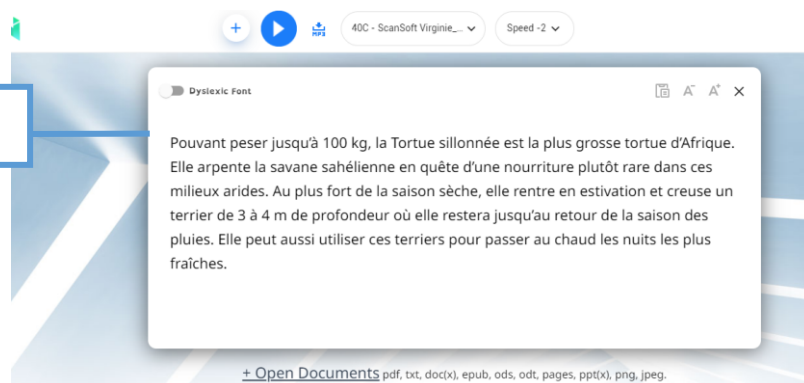 +
MP3
40C - ScanSoft Virginie_...
Speed -2
Dyslexic Font
A-
A+
Pouvant peser jusqu'à 100 kg, la Tortue sillonnée est la plus grosse tortue d'Afrique.
Elle arpente la savane sahélienne en quête d'une nourriture plutôt rare dans ces
milieux arides. Au plus fort de la saison sèche, elle rentre en estivation et creuse un
terrier de 3 à 4 m de profondeur où elle restera jusqu'au retour de la saison des
pluies. Elle peut aussi utiliser ces terriers pour passer au chaud les nuits les plus
fraîches.
+ Open Documents pdf, txt, doc(x), epub, ods, odt, pages, ppt(x), png, jpeg.